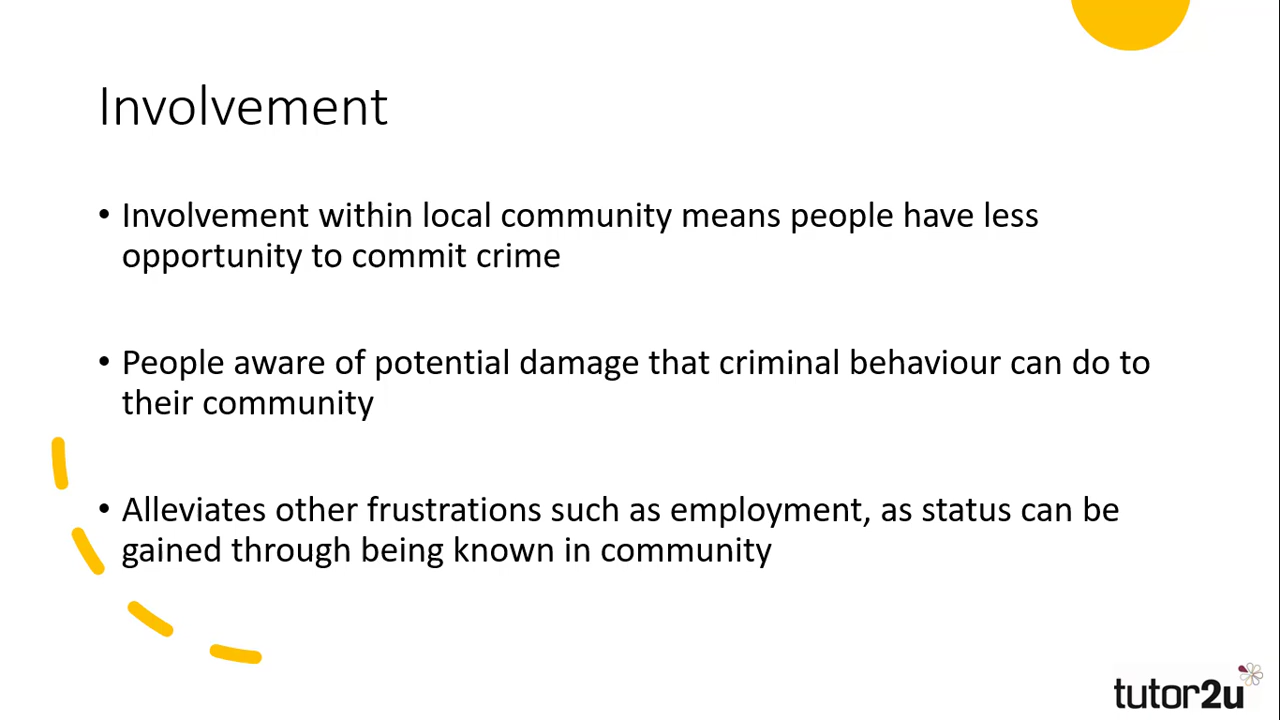 Involvement
• Involvement within local community means people have less
opportunity to commit crime
• People aware of potential damage that criminal behaviour can do to
their community
• Alleviates other frustrations such as employment, as status can be
gained through being known in community
tutor2u